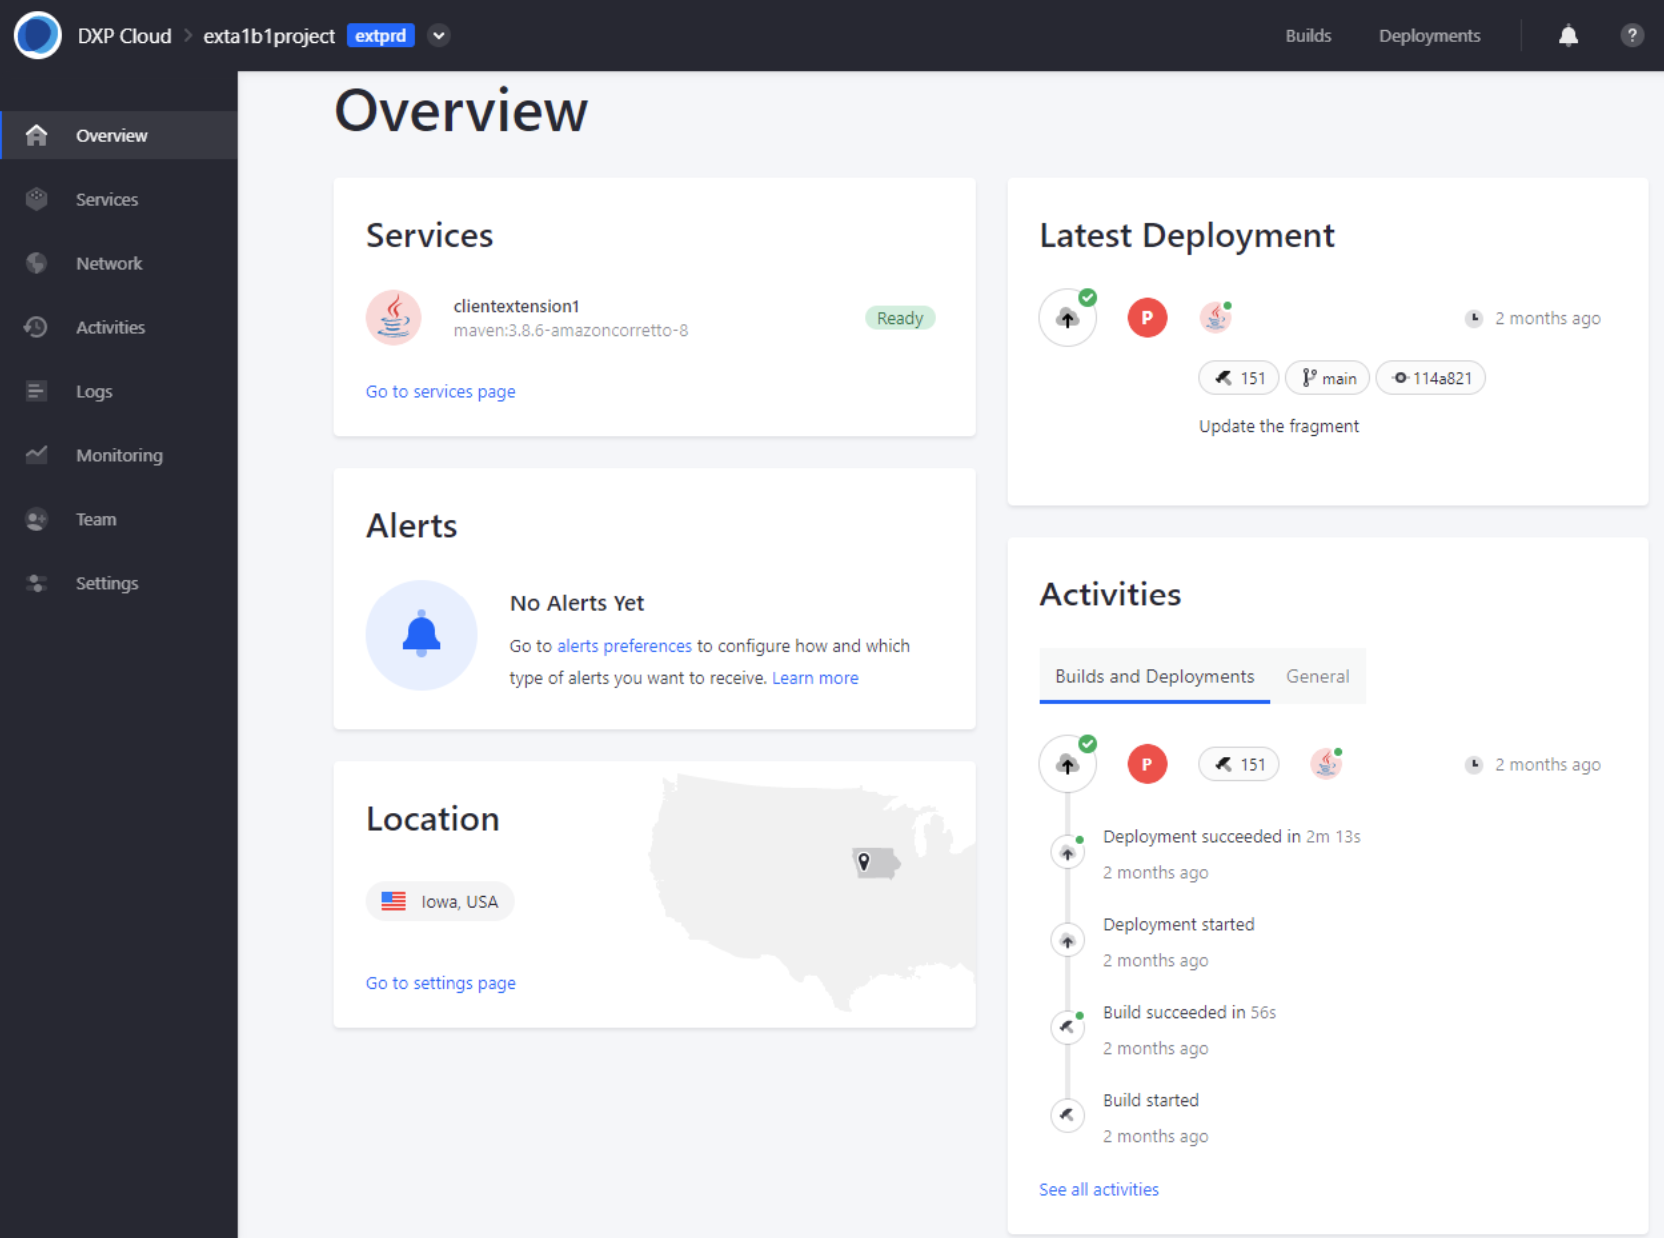 DXP Cloud > exta1b1project extprd
Builds
Deployments
?
Overview
Services
Network
Activities
Logs
Monitoring
Team
Settings
Overview
Services
clientextension1
maven:3.8.6-amazoncorretto-8
Ready
Go to services page
Alerts
No Alerts Yet
Go to alerts preferences to configure how and which
type of alerts you want to receive. Learn more
Location
Iowa, USA
Go to settings page
Latest Deployment
P
2 months ago
151 main 114a821
Update the fragment
Activities
Builds and Deployments General
P 151 2 months ago
Deployment succeeded in 2m 13s
2 months ago
Deployment started
2 months ago
Build succeeded in 56s
2 months ago
Build started
2 months ago
See all activities